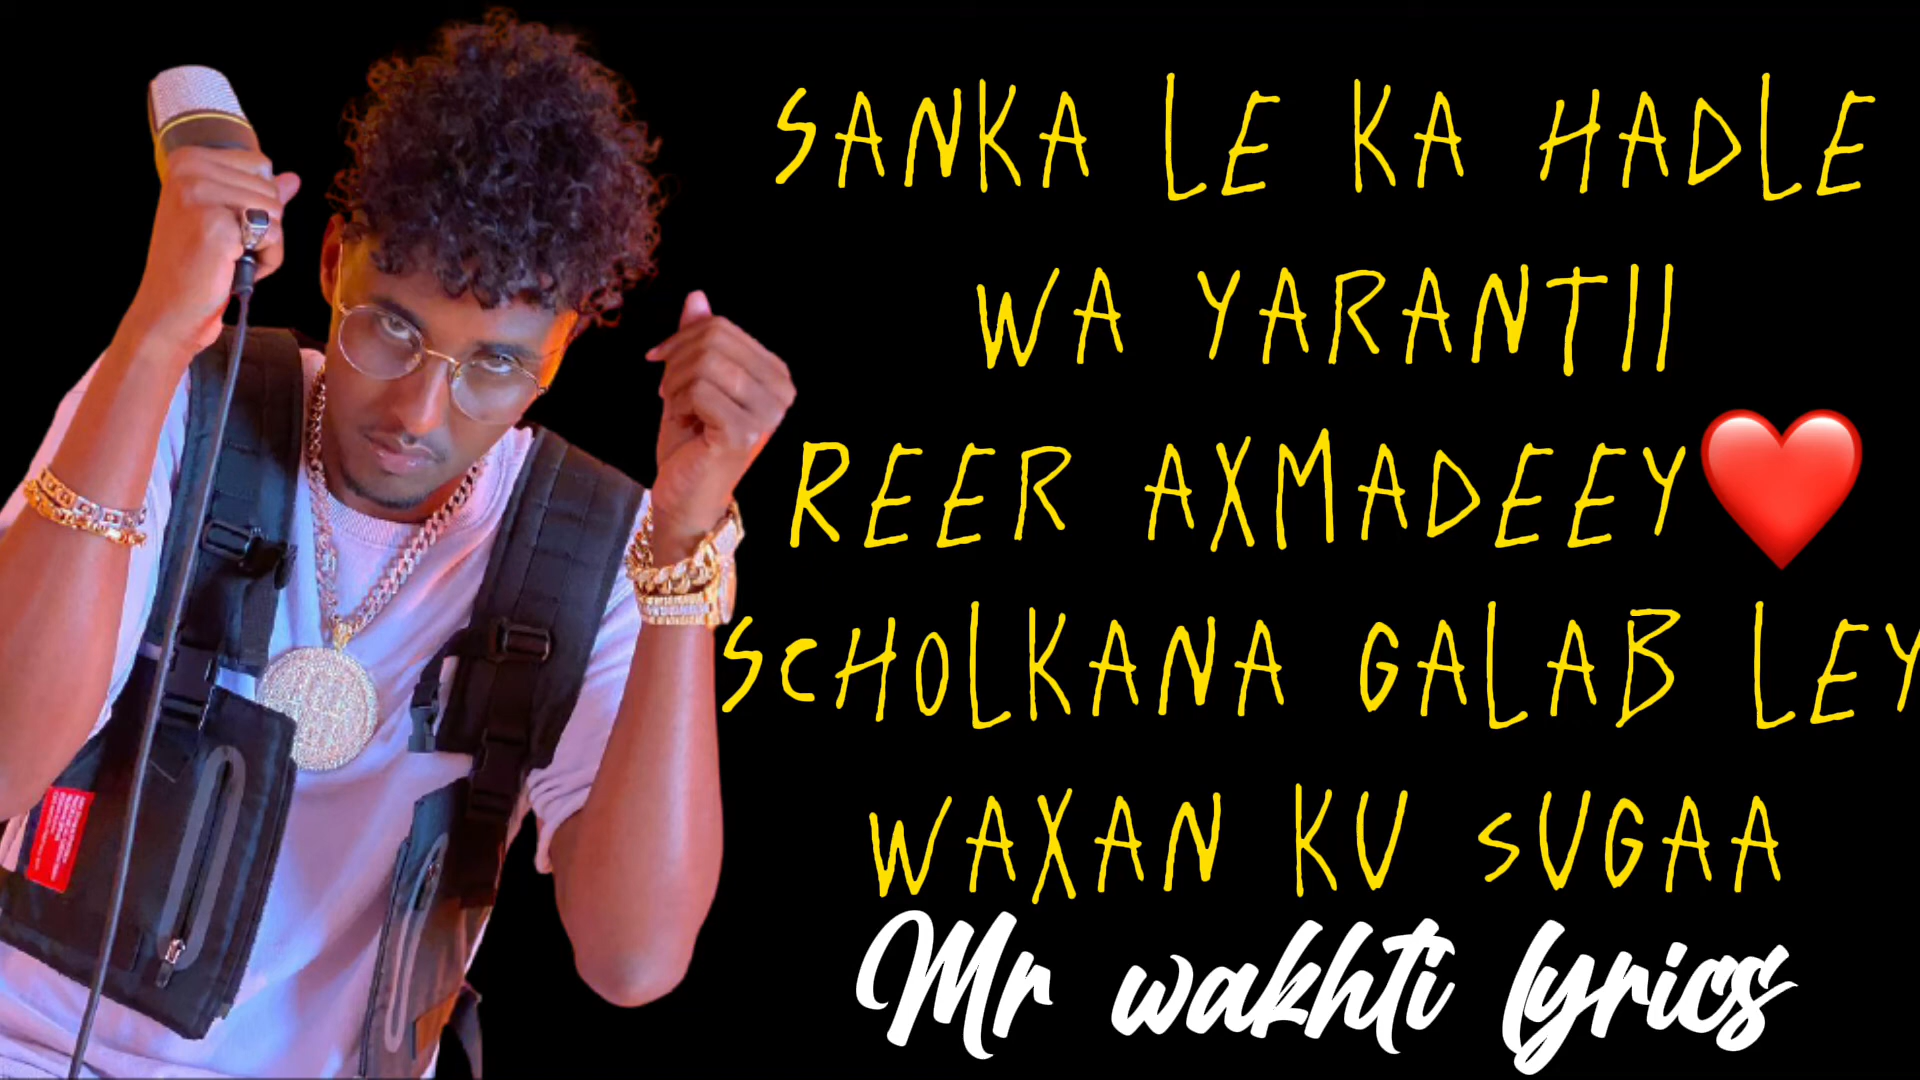 SANKA LE KA HADLE
WA YARANTII
REER AXMADEEY❤️
SCHOLKANA GALAB LEY
WAXAN KU SUGAA
Mr wakhti lyrics